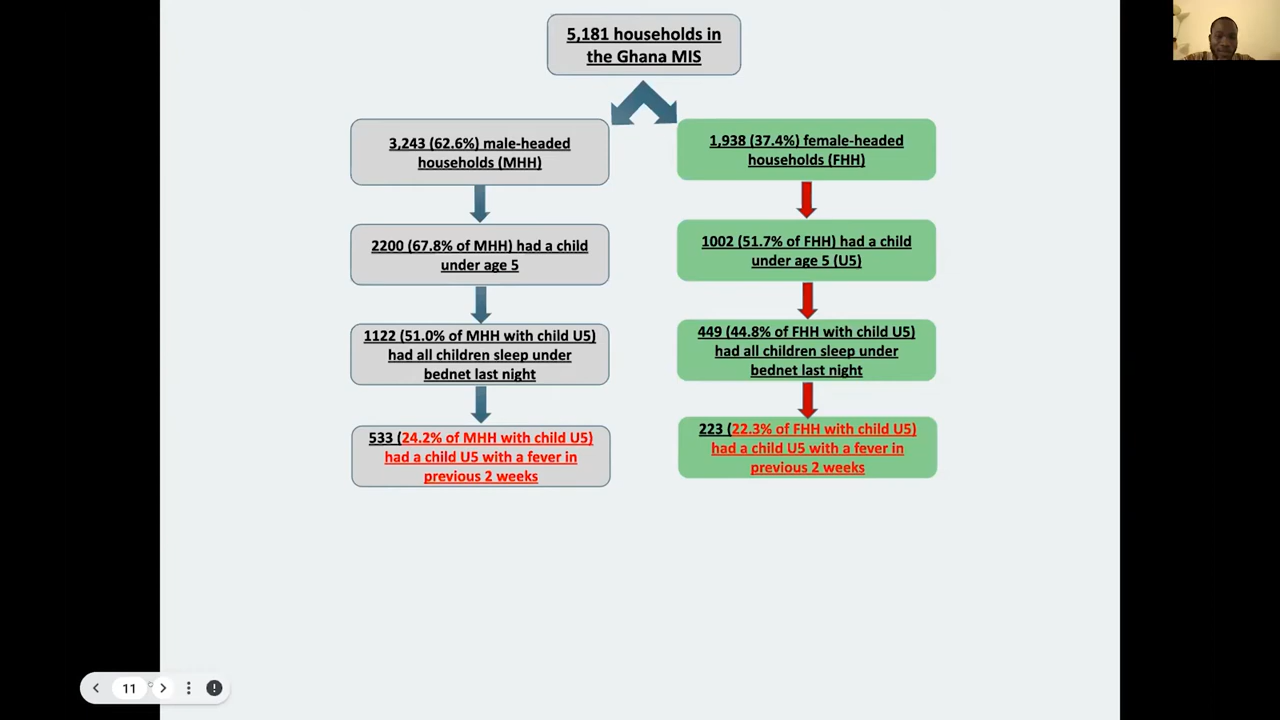 5,181 households in
the Ghana MIS
3,243 (62.6%) male-headed
households (MHH)
1,938 (37.4%) female-headed
households (FHH)
2200 (67.8% of MHH) had a child
under age 5
1002 (51.7% of FHH) had a child
under age 5 (U5)
1122 (51.0% of MHH with child U5)
had all children sleep under
bednet last night
449 (44.8% of FHH with child U5)
had all children sleep under
bednet last night
533 (24.2% of MHH with child U5)
had a child U5 with a fever in
previous 2 weeks
223 (22.3% of FHH with child U5)
had a child U5 with a fever in
previous 2 weeks
11